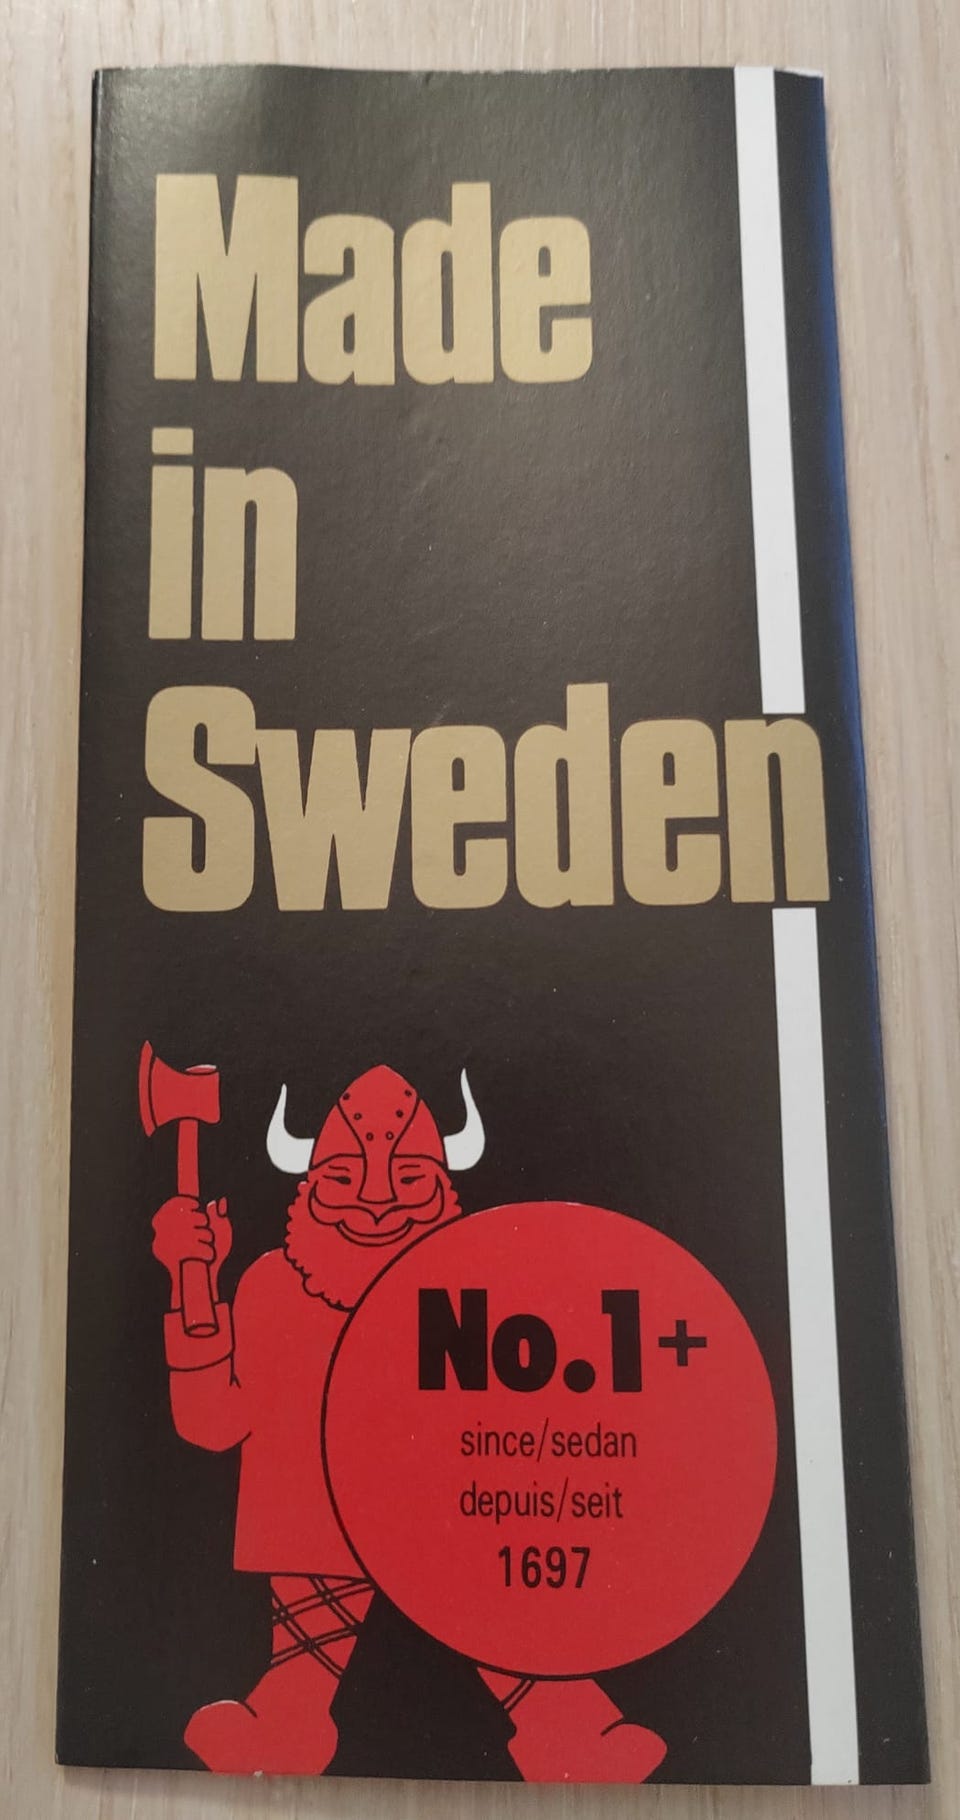 Made
in
Sweden
No.1+
since/sedan
depuis/seit
1697